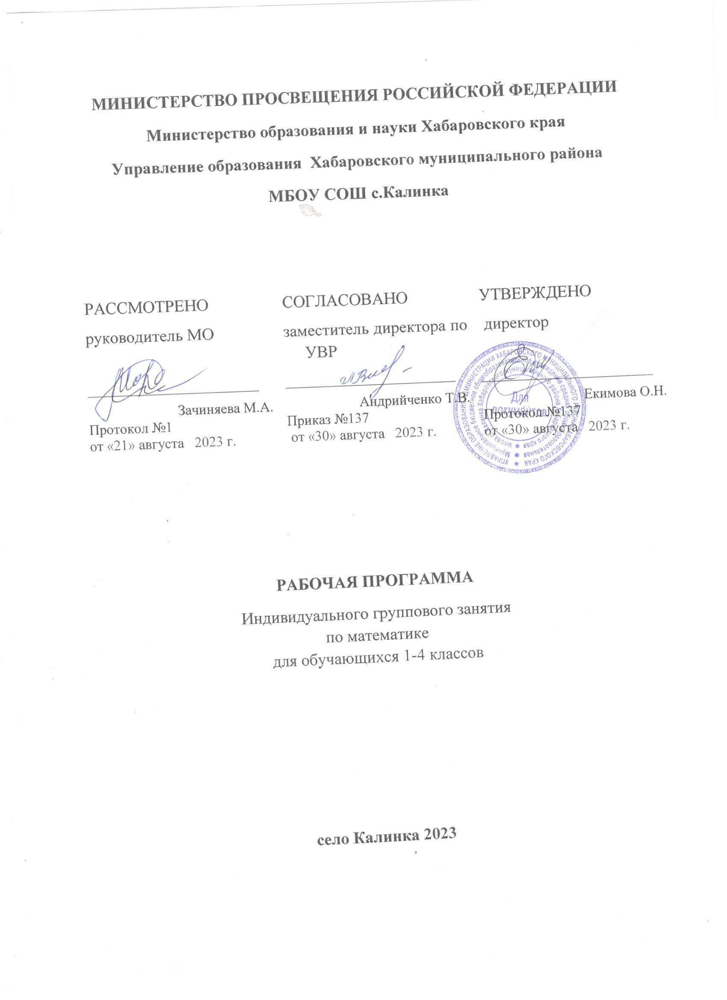 МИНИСТЕРСТВО ПРОСВЕЩЕНИЯ РОССИЙСКОЙ ФЕДЕРАЦИИ
Министерство образования и науки Хабаровского края
Управление образования Хабаровского муниципального района
МБОУ СОШ с.Калинка
РАССМОТРЕНО
руководитель МО
Зачиняева М.А.
Протокол №1
от «21» августа 2023 г.
СОГЛАСОВАНО
заместитель директора по
УВР
Андрийченко Т.В.
Приказ №137
от «30» августа 2023 г.
УТВЕРЖДЕНО
директор
Екимова О.Н.
Протокол №137
от «30» августа 2023 г.
УПРАВЛЕНИЕ ОБРАЗОВАНИЯ АДМИНИСТРАЦИИ ХАБАРОВСКОГО МУНИЦИПАЛЬНОГО РАЙОНА ХАБАРОВСКОГО КРАЯ
Муниципальное бюджетное общеобразовательное учреждение средняя общеобразовательная
школа с. Калинка Хабаровского муниципального района Хабаровского края
Для
документов
РАБОЧАЯ ПРОГРАММА
Индивидуального группового занятия
по математике
для обучающихся 1-4 классов
село Калинка 2023